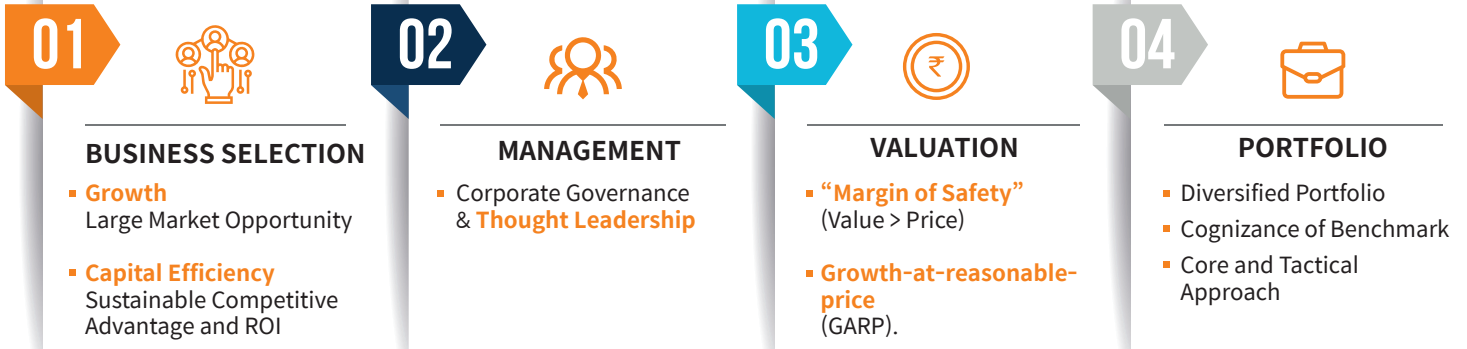 01
BUSINESS SELECTION
▪ Growth
Large Market Opportunity
▪ Capital Efficiency
Sustainable Competitive
Advantage and ROI
02
MANAGEMENT
▪ Corporate Governance
& Thought Leadership
03
₹
VALUATION
▪ “Margin of Safety”
(Value > Price)
▪ Growth-at-reasonable-
price
(GARP).
04
PORTFOLIO
▪ Diversified Portfolio
▪ Cognizance of Benchmark
▪ Core and Tactical
Approach